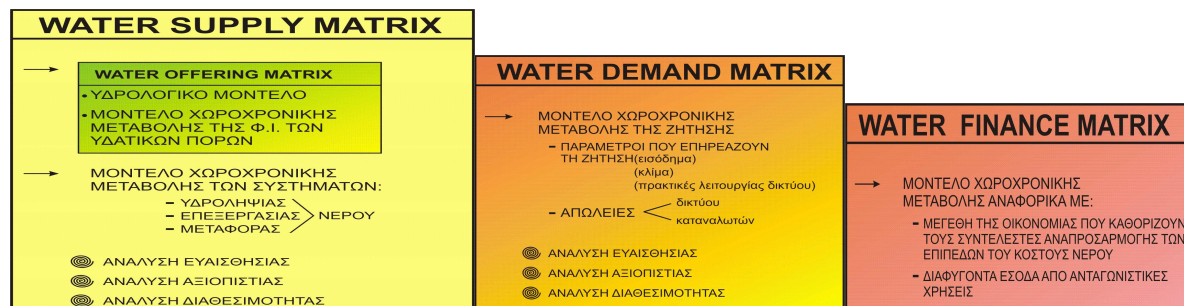 WATER SUPPLY MATRIX
WATER OFFERING MATRIX
• ΥΔΡΟΛΟΓΙΚΟ ΜΟΝΤΕΛΟ
• ΜΟΝΤΕΛΟ ΧΩΡΟΧΡΟΝΙΚΗΣ
ΜΕΤΑΒΟΛΗΣ ΤΗΣ Φ.Ι. ΤΩΝ
ΥΔΑΤΙΚΩΝ ΠΟΡΩΝ
ΜΟΝΤΕΛΟ ΧΩΡΟΧΡΟΝΙΚΗΣ
ΜΕΤΑΒΟΛΗΣ ΤΩΝ ΣΥΣΤΗΜΑΤΩΝ:
– ΥΔΡΟΛΗΨΙΑΣ
– ΕΠΕΞΕΡΓΑΣΙΑΣ ΝΕΡΟΥ
– ΜΕΤΑΦΟΡΑΣ
ΑΝΑΛΥΣΗ ΕΥΑΙΣΘΗΣΙΑΣ
ΑΝΑΛΥΣΗ ΑΞΙΟΠΙΣΤΙΑΣ
ΑΝΑΛΥΣΗ ΔΙΑΘΕΣΙΜΟΤΗΤΑΣ
WATER DEMAND MATRIX
ΜΟΝΤΕΛΟ ΧΩΡΟΧΡΟΝΙΚΗΣ
ΜΕΤΑΒΟΛΗΣ ΤΗΣ ΖΗΤΗΣΗΣ
– ΠΑΡΑΜΕΤΡΟΙ ΠΟΥ ΕΠΗΡΕΑΖΟΥΝ
ΤΗ ΖΗΤΗΣΗ(εισόδημα)
(κλίμα)
(πρακτικές λειτουργίας δικτύου)
δικτύου
– ΑΠΩΛΕΙΕΣ
καταναλωτών
ΑΝΑΛΥΣΗ ΕΥΑΙΣΘΗΣΙΑΣ
ΑΝΑΛΥΣΗ ΑΞΙΟΠΙΣΤΙΑΣ
ΑΝΑΛΥΣΗ ΔΙΑΘΕΣΙΜΟΤΗΤΑΣ
WATER FINANCE MATRIX
ΜΟΝΤΕΛΟ ΧΩΡΟΧΡΟΝΙΚΗΣ
ΜΕΤΑΒΟΛΗΣ ΑΝΑΦΟΡΙΚΑ ΜΕ:
– ΜΕΓΕΘΗ ΤΗΣ ΟΙΚΟΝΟΜΙΑΣ ΠΟΥ ΚΑΘΟΡΙΖΟΥΝ
ΤΟΥΣ ΣΥΝΤΕΛΕΣΤΕΣ ΑΝΑΠΡΟΣΑΡΜΟΓΗΣ ΤΩΝ
ΕΠΙΠΕΔΩΝ ΤΟΥ ΚΟΣΤΟΥΣ ΝΕΡΟΥ
– ΔΙΑΦΥΓΟΝΤΑ ΕΣΟΔΑ ΑΠΟ ΑΝΤΑΓΩΝΙΣΤΙΚΕΣ
ΧΡΗΣΕΙΣ